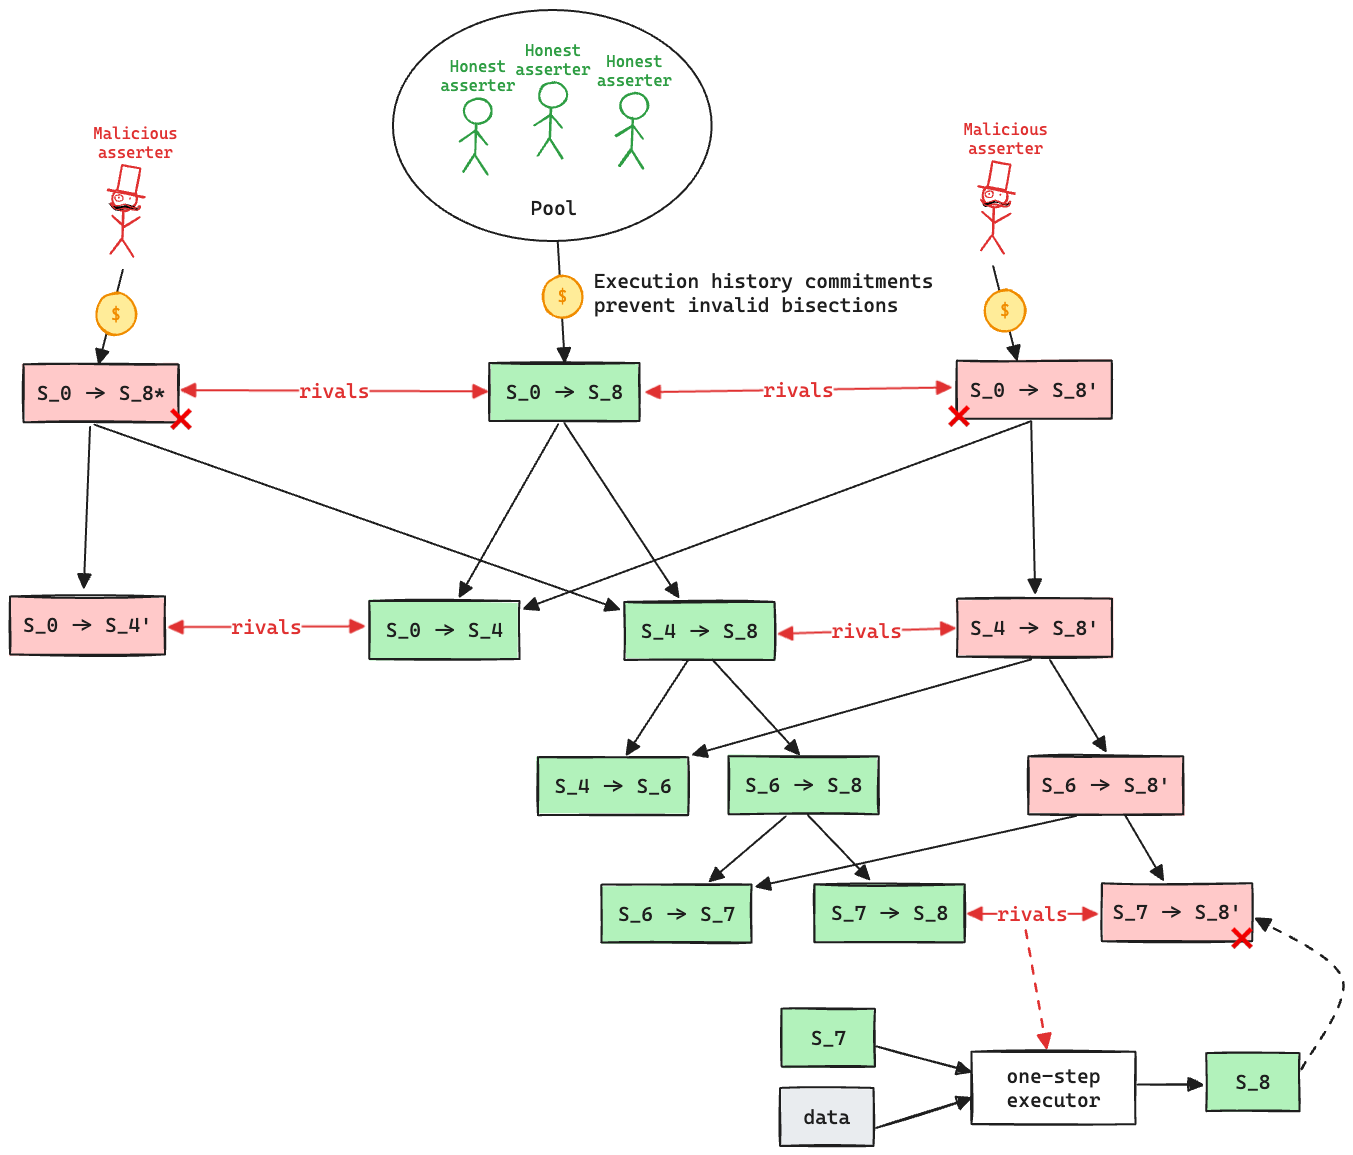 Honest
asserter
Honest
asserter
Honest
asserter
Malicious
asserter
Malicious
asserter
Pool
$
$
$
Execution history commitments
prevent invalid bisections
S_0 → S_8*
rivals
S_0 → S_8
rivals
S_0 → S_8'
S_0 → S_4'
rivals
S_0 → S_4
S_4 → S_8
rivals
S_4 → S_8'
S_4 → S_6
S_6 → S_8
S_6 → S_8'
S_6 → S_7
S_7 → S_8
rivals
S_7 → S_8'
S_7
data
one-step
executor
S_8